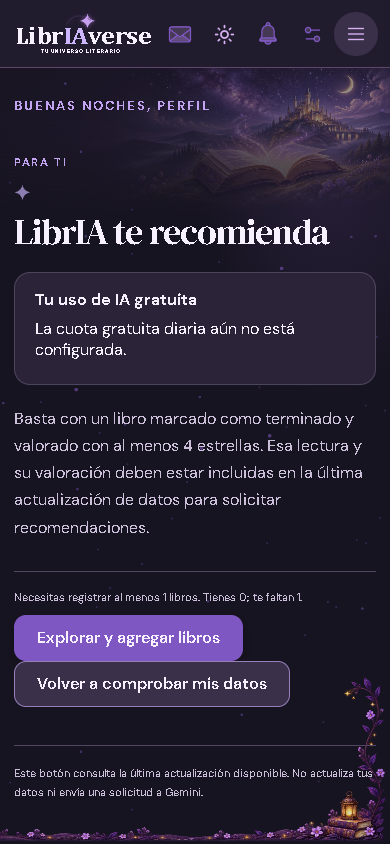 LibrIAverse
TU UNIVERSO LITERARIO
BUENAS NOCHES, PERFIL
PARA TI
LibrIA te recomienda
Tu uso de IA gratuita
La cuota gratuita diaria aún no está
configurada.
Basta con un libro marcado como terminado y
valorado con al menos 4 estrellas. Esa lectura y
su valoración deben estar incluidas en la última
actualización de datos para solicitar
recomendaciones.
Necesitas registrar al menos 1 libros. Tienes 0; te faltan 1.
Explorar y agregar libros
Volver a comprobar mis datos
Este botón consulta la última actualización disponible. No actualiza tus
datos ni envía una solicitud a Gemini.